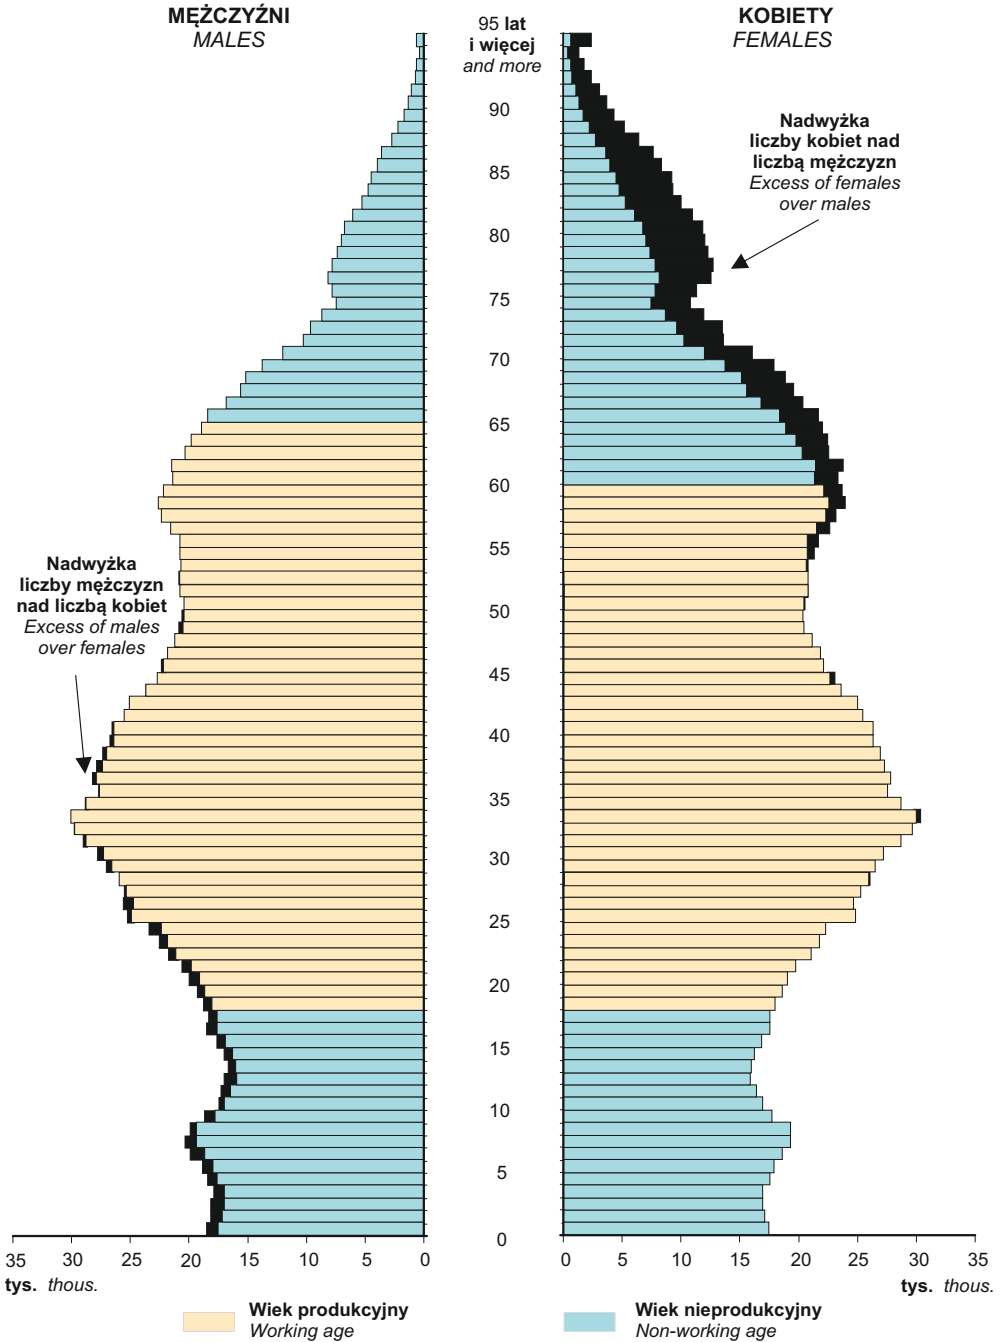 MĘŻCZYŹNI
MALES
95 lat
i więcej
and more
KOBIETY
FEMALES
Nadwyżka
liczby kobiet nad
liczbą mężczyzn
Excess of females
over males
Nadwyżka
liczby mężczyzn
nad liczbą kobiet
Excess of males
over females
90
85
80
75
70
65
60
55
50
45
40
35
30
25
20
15
10
5
0
35 30 25 20 15 10 5 0
0 5 10 15 20 25 30 35
tys. thous.
tys. thous.
Wiek produkcyjny
Working age
Wiek nieprodukcyjny
Non-working age